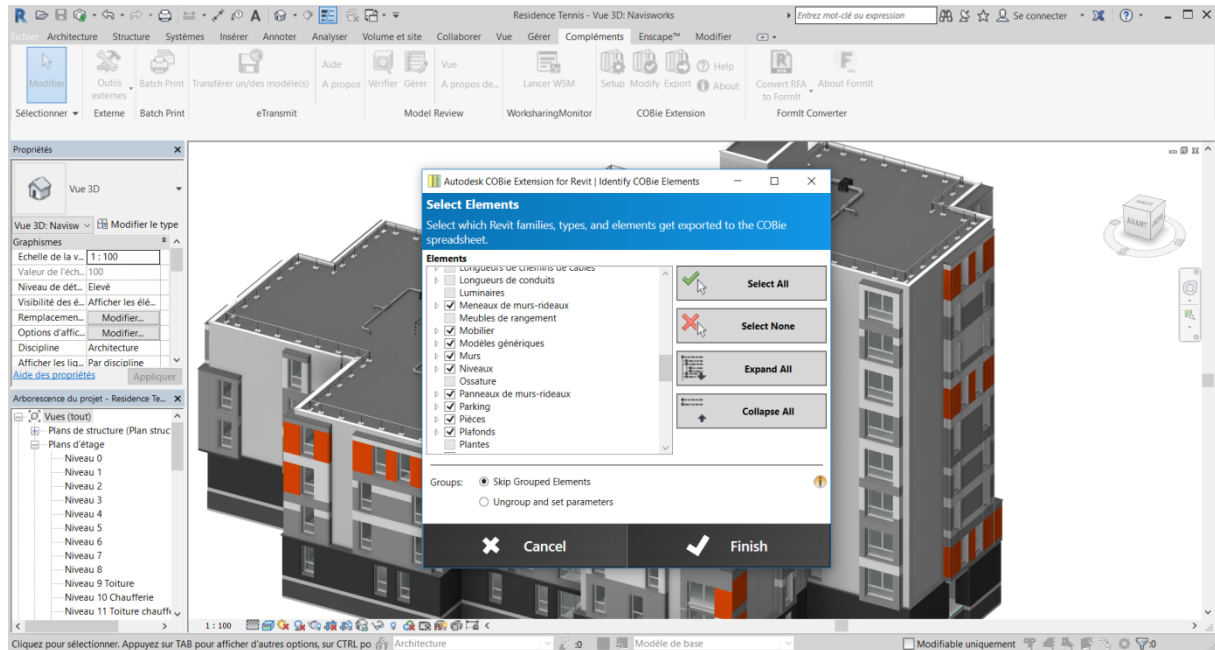 Residence Tennis - Vue 3D: Navisworks
Entrez mot-clé ou expression
Se connecter
Fichier Architecture Structure Systèmes Insérer Annoter Analyser Volume et site Collaborer Vue Gérer Compléments Enscape™ Modifier
Modifier
Outils externes
Batch Print
Transférer un/des modèle(s)
Aide
A propos
Vérifier
Gérer
Vue
A propos de...
Lancer WSM
Setup Modify Export
Help
About
Convert RFA to FormIt
About FormIt
Sélectionner
Externe
Batch Print
eTransmit
Model Review
WorksharingMonitor
COBie Extension
FormIt Converter
Propriétés
Vue 3D
Vue 3D: Navisw
Modifier le type
Graphismes
Echelle de la v... 1 : 100
Valeur de l'éch... 100
Niveau de dét... Elevé
Visibilité des é... Afficher les élé...
Remplacemen... Modifier...
Options d'affic... Modifier...
Discipline Architecture
Afficher les lig... Par discipline
Aide des propriétés
Appliquer
Arborescence du projet - Residence Te...
Vues (tout)
Plans de structure (Plan struc
Plans d'étage
Niveau 0
Niveau 1
Niveau 2
Niveau 3
Niveau 4
Niveau 5
Niveau 6
Niveau 7
Niveau 8
Niveau 9 Toiture
Niveau 10 Chaufferie
Niveau 11 Toiture chauffe
Autodesk COBie Extension for Revit | Identify COBie Elements
Select Elements
Select which Revit families, types, and elements get exported to the COBie
spreadsheet.
Elements
Longueurs de chemins de câbles
Longueurs de conduits
Luminaires
Meneaux de murs-rideaux
Meubles de rangement
Mobilier
Modèles génériques
Murs
Niveaux
Ossature
Panneaux de murs-rideaux
Parking
Pièces
Plafonds
Plantes
Select All
Select None
Expand All
Collapse All
Groups: Skip Grouped Elements
Ungroup and set parameters
Cancel
Finish
AVANT
1 : 100
Cliquez pour sélectionner. Appuyez sur TAB pour afficher d'autres options, sur CTRL po
Architecture
:0
Modèle de base
Modifiable uniquement
:0